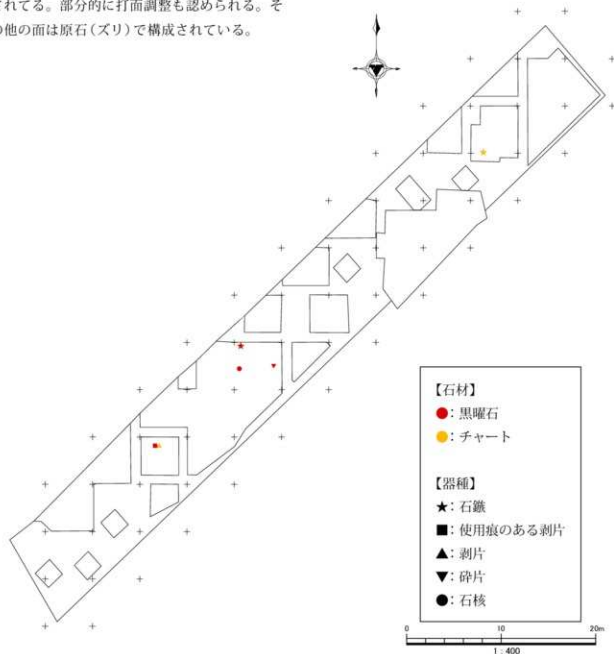 されてる。部分的に打面調整も認められる。そ
の他の面は原石（ズリ）で構成されている。
【石材】
●：黒曜石
●：チャート
【器種】
★：石鏃
■：使用痕のある剥片
▲：剥片
▼：砕片
●：石核
0 10 20m
1：400